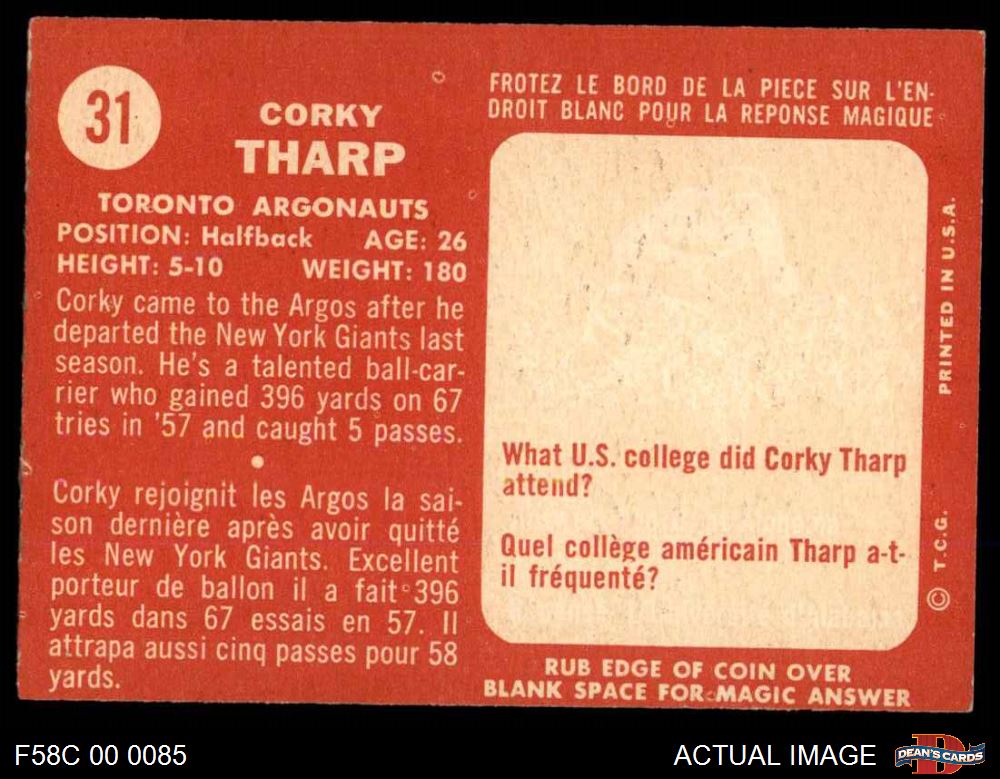 31
CORKY
THARP
TORONTO ARGONAUTS
POSITION: Halfback AGE: 26
HEIGHT: 5-10 WEIGHT: 180
Corky came to the Argos after he
departed the New York Giants last
season. He's a talented ball-car-
rier who gained 396 yards on 67
tries in '57 and caught 5 passes.
Corky rejoignit les Argos la sai-
son dernière après avoir quitté
les New York Giants. Excellent
porteur de ballon il a fait 396
yards dans 67 essais en 57. Il
attrapa aussi cinq passes pour 58
yards.
FROTEZ LE BORD DE LA PIECE SUR L'EN-
DROIT BLANC POUR LA REPONSE MAGIQUE
What U.S. college did Corky Tharp
attend?
Quel collège américain Tharp a-t-
il fréquenté?
RUB EDGE OF COIN OVER
BLANK SPACE FOR MAGIC ANSWER
© T.C.G. PRINTED IN U.S.A.
F58C 00 0085
ACTUAL IMAGE
DEAN'S CARDS